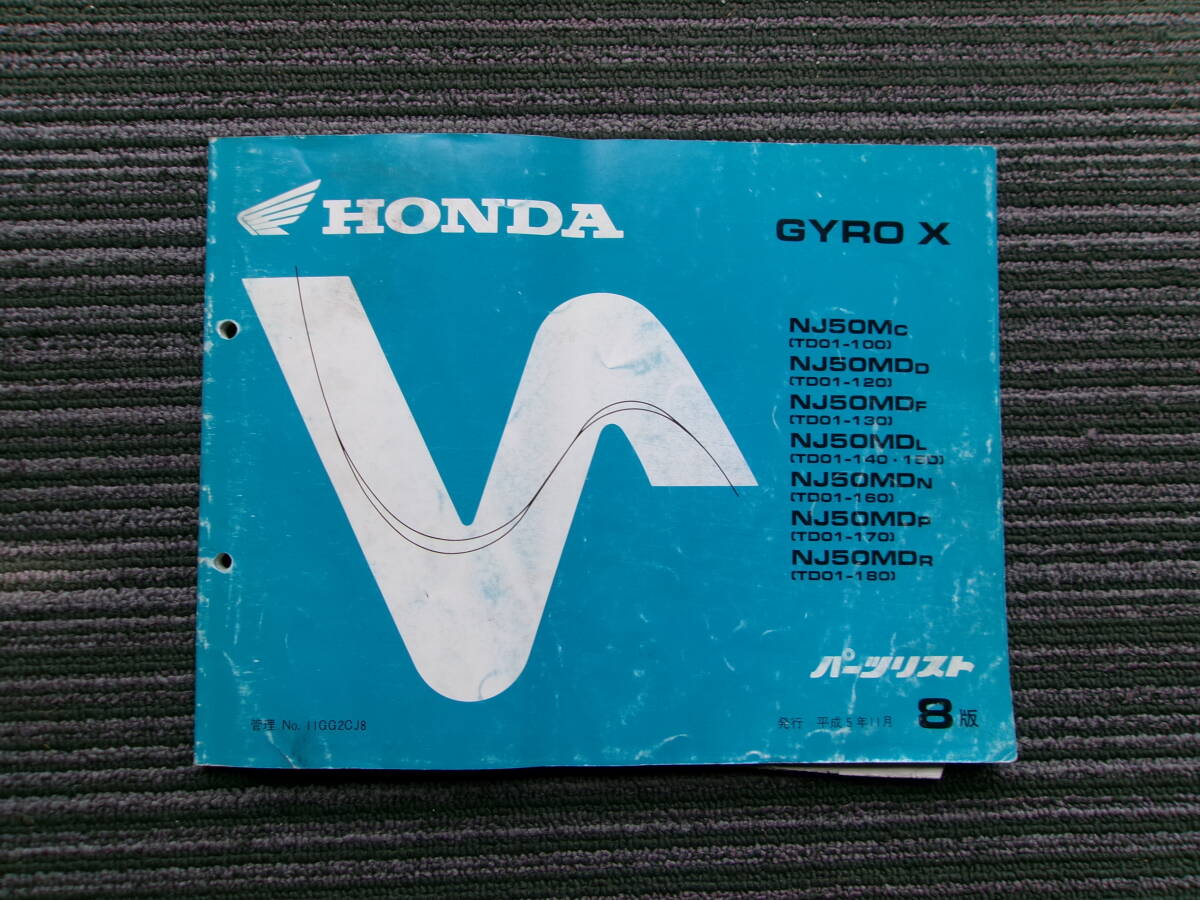 HONDA
GYRO X
NJ50MC
(TD01-100)
NJ50MDD
(TD01-120)
NJ50MDF
(TD01-130)
NJ50MDL
(TD01-140・150)
NJ50MDN
(TD01-160)
NJ50MDP
(TD01-170)
NJ50MDR
(TD01-180)
パーツリスト
管理 No. 11GG2CJ8
発行 平成5年11月 8版